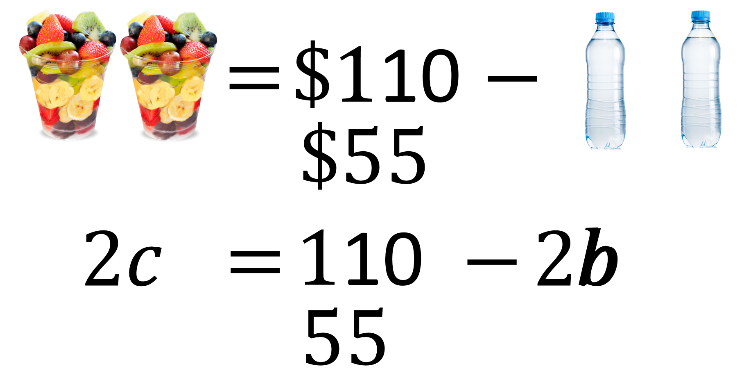 = $110 −
$55
2c = 110 − 2b
55